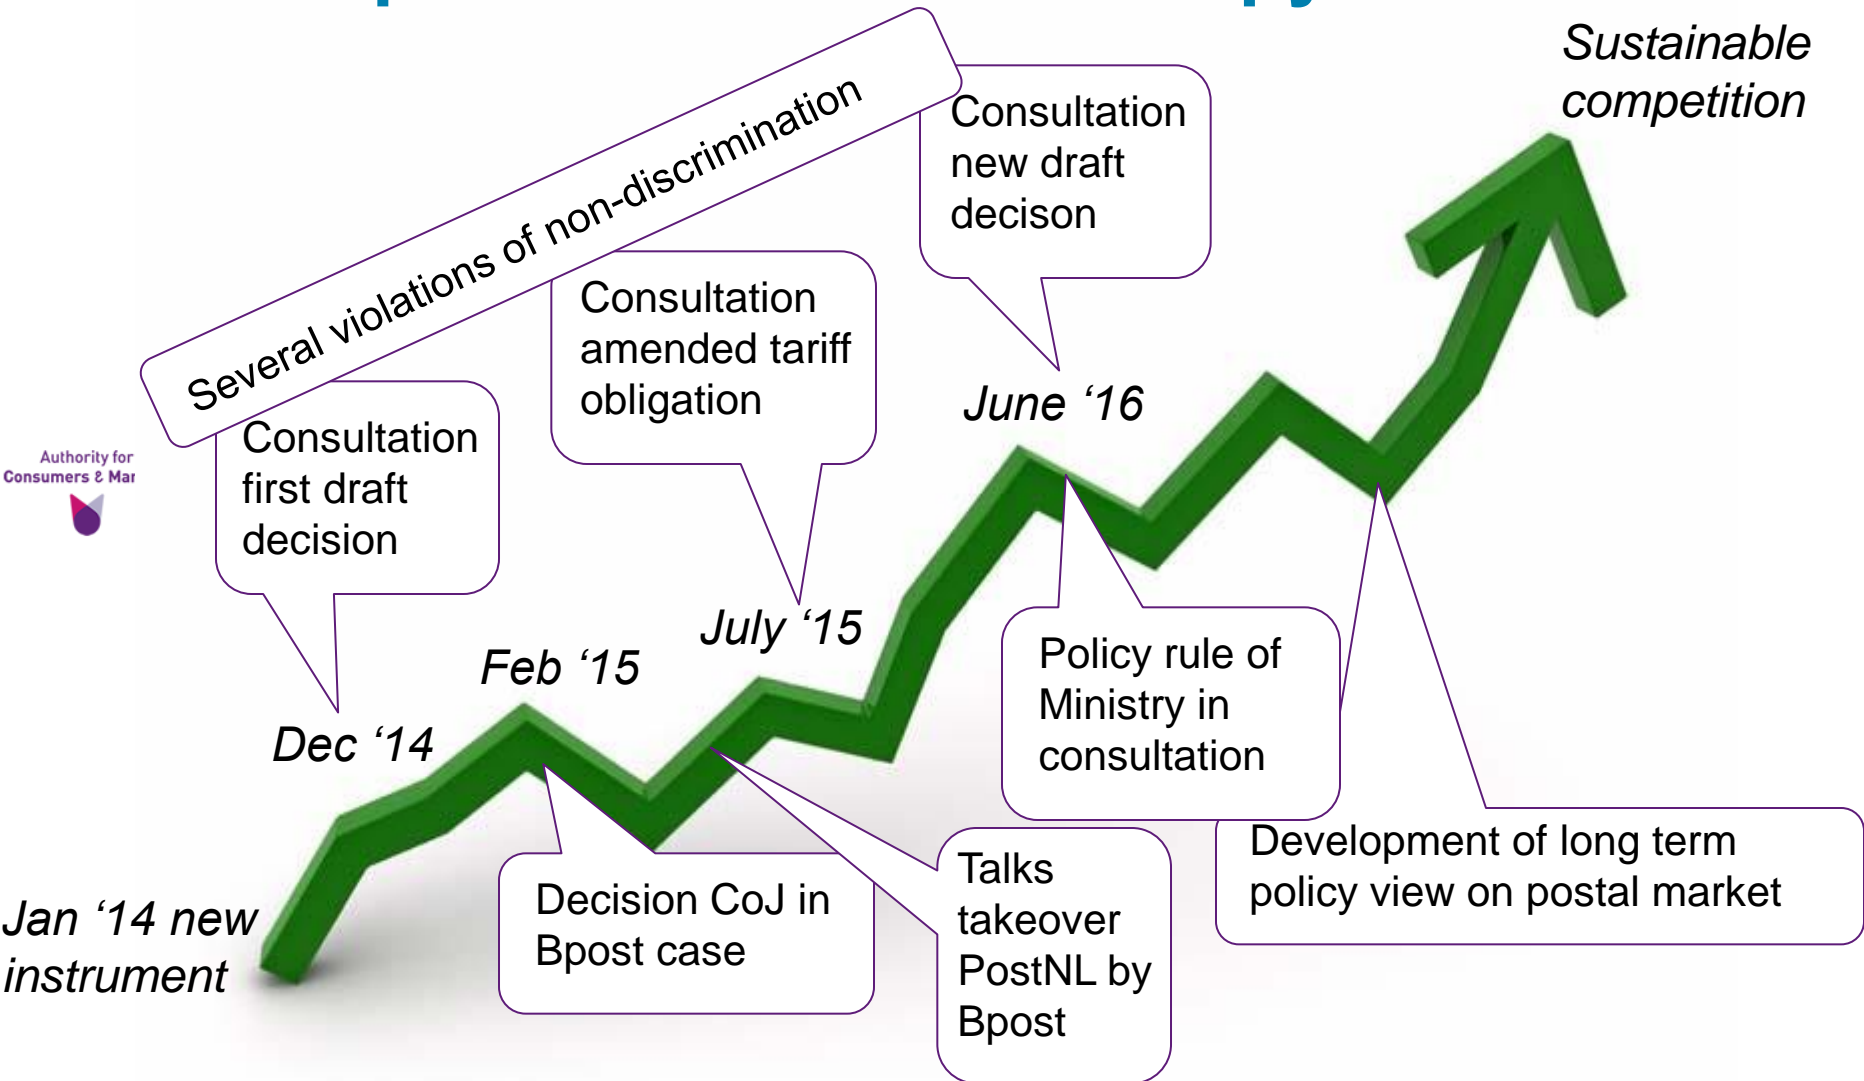 Sustainable
competition
Several violations of non-discrimination
Consultation
new draft
decison
Consultation
amended tariff
obligation
June ‘16
Consultation
first draft
decision
Authority for
Consumers & Mar
July ‘15
Feb ‘15
Dec ‘14
Policy rule of
Ministry in
consultation
Development of long term
policy view on postal market
Talks
takeover
PostNL by
Bpost
Decision CoJ in
Bpost case
Jan ‘14 new
instrument